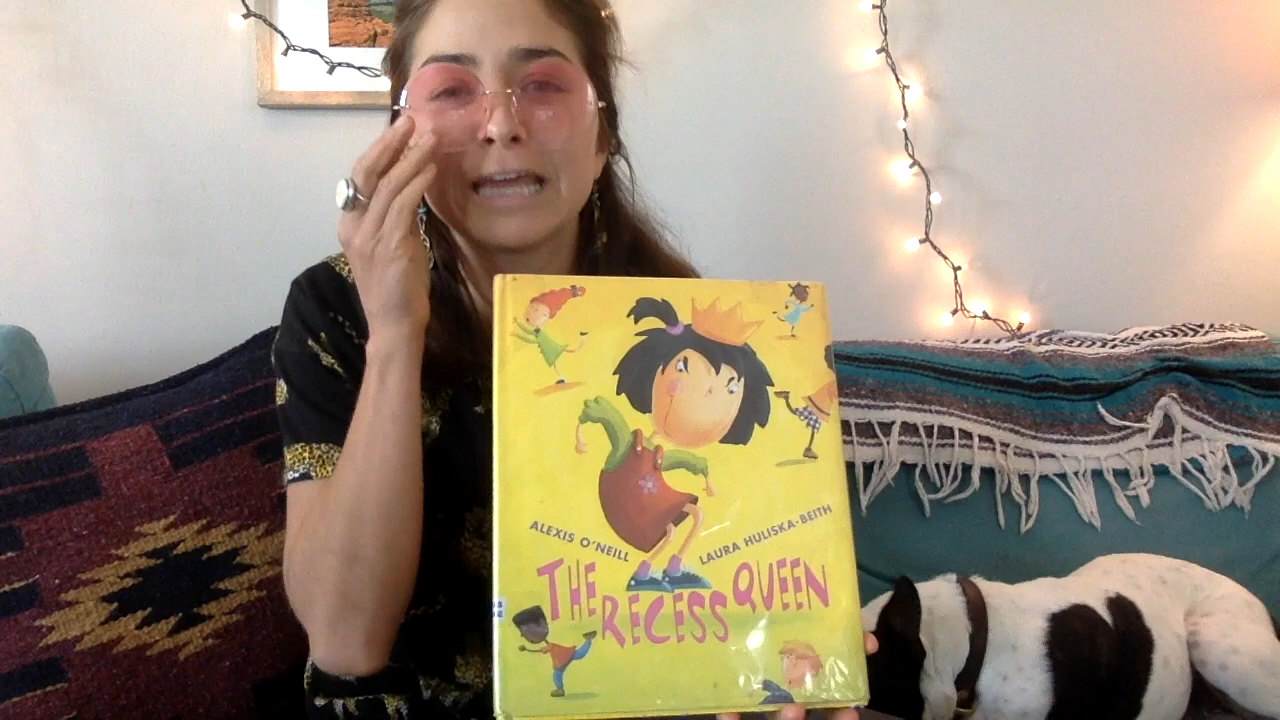 ALEXIS O'NEILL
LAURA HULISKA-BEITH
THE RECESS QUEEN